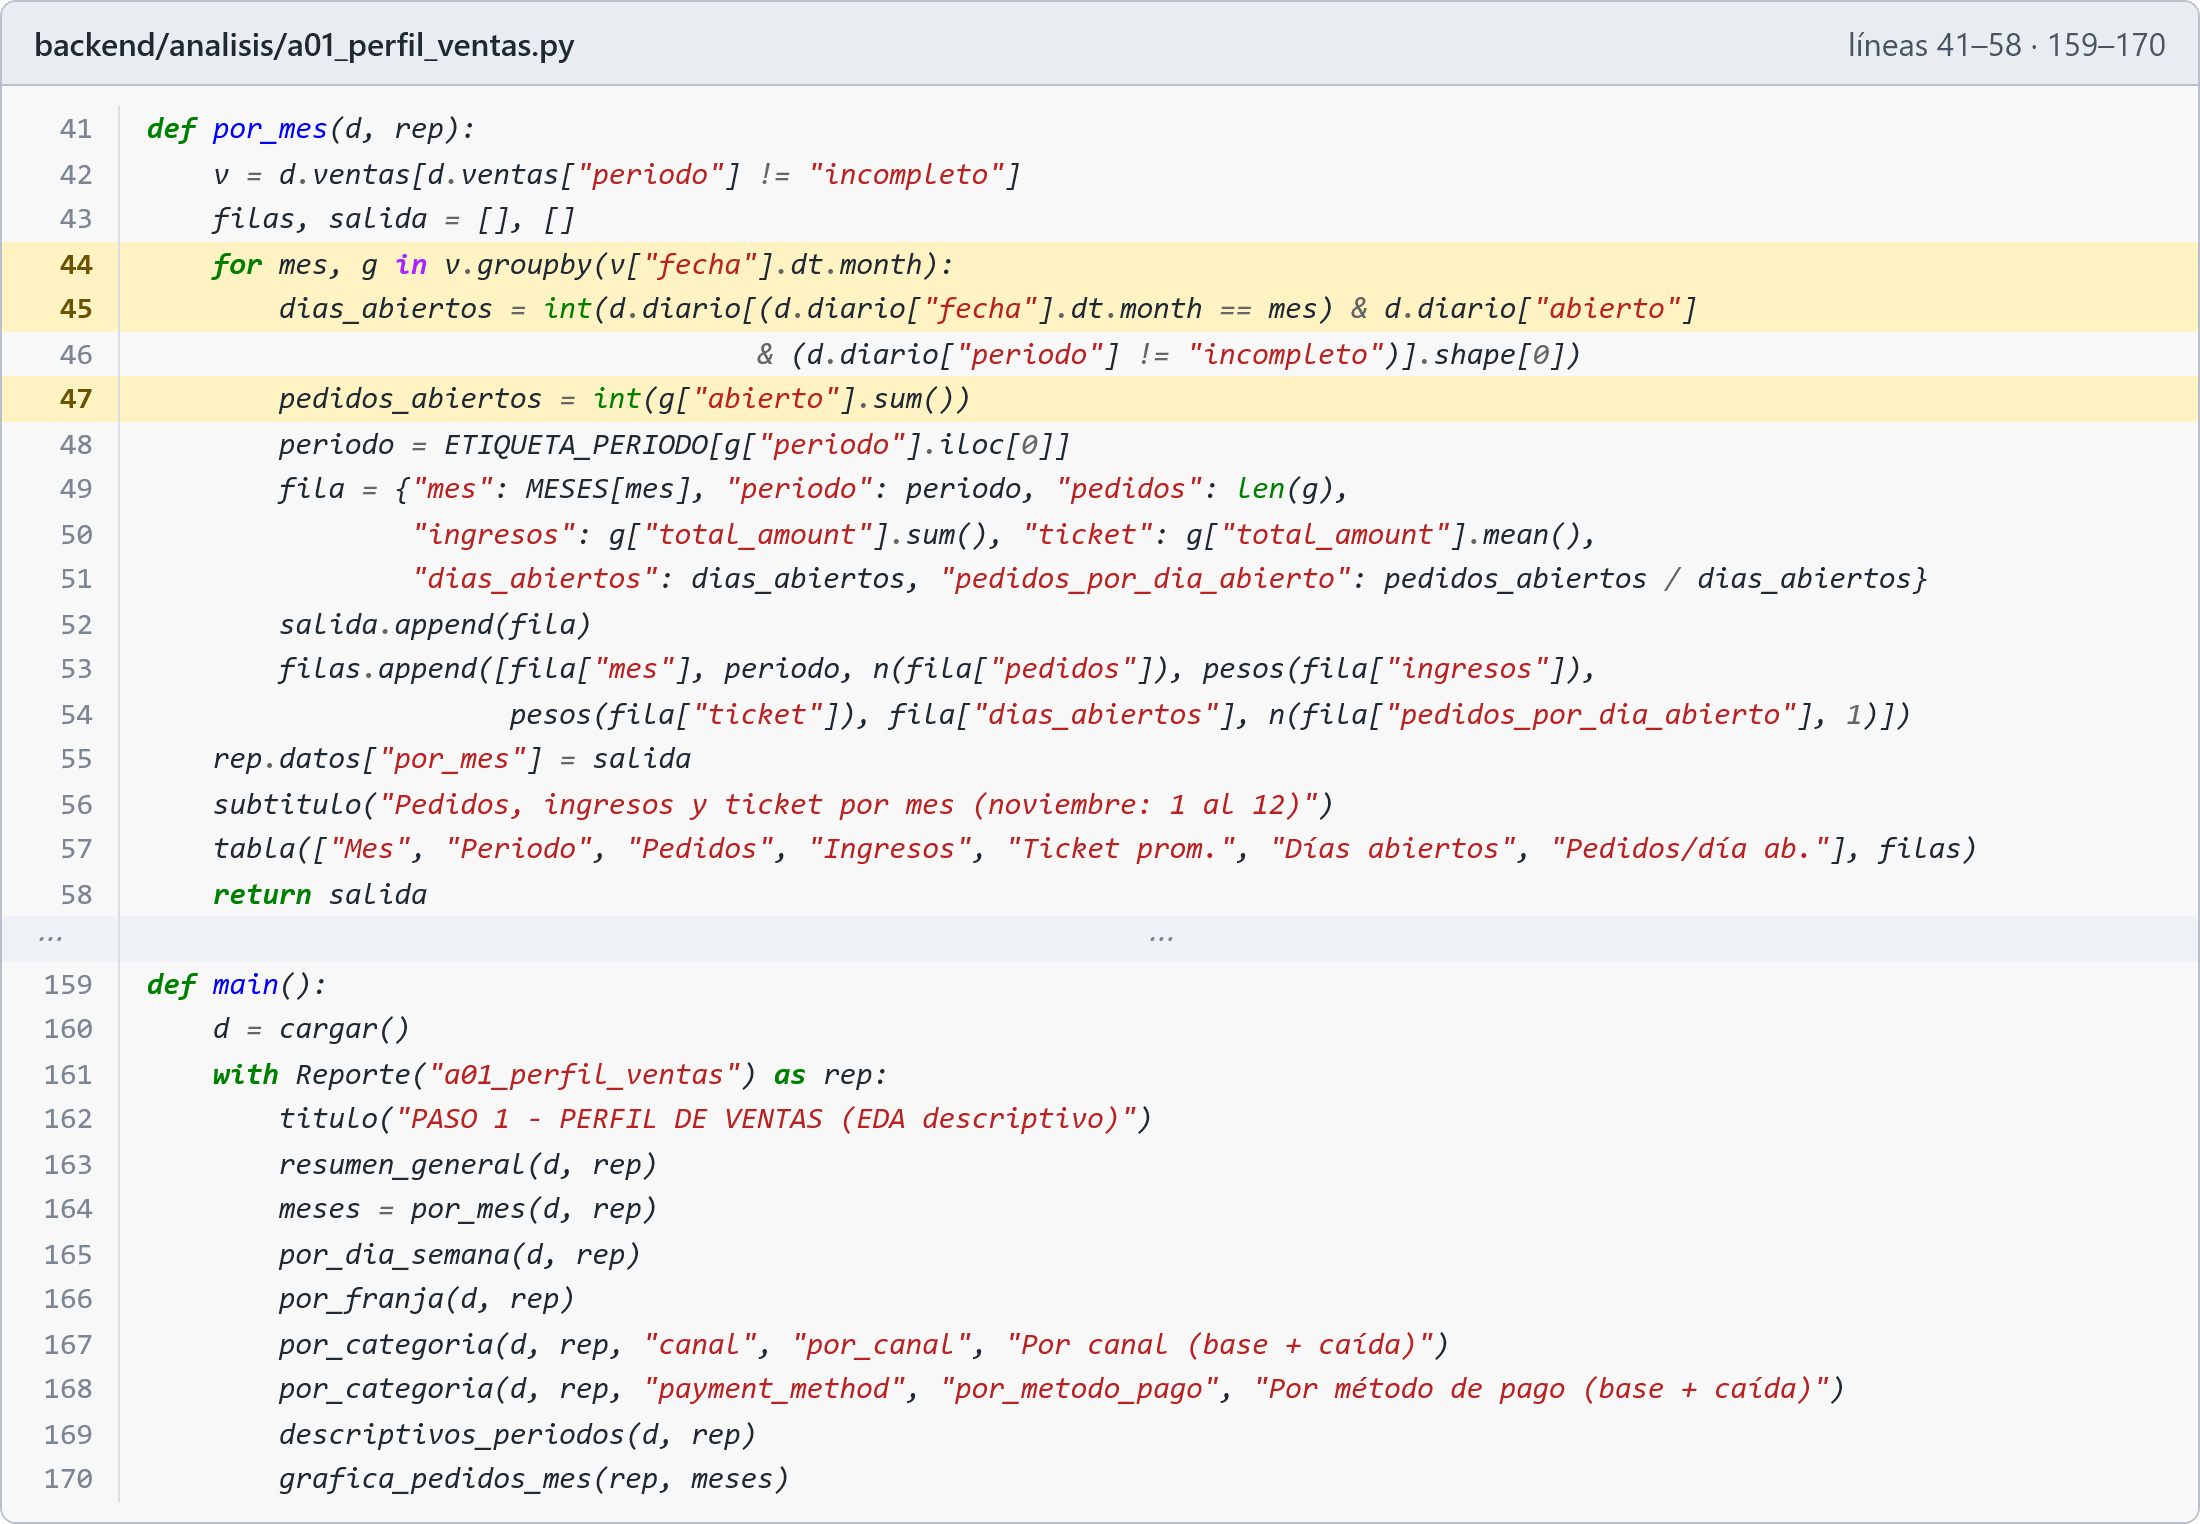 backend/analisis/a01_perfil_ventas.py líneas 41–58 · 159–170
41 def por_mes(d, rep):
42     v = d.ventas[d.ventas["periodo"] != "incompleto"]
43     filas, salida = [], []
44     for mes, g in v.groupby(v["fecha"].dt.month):
45         dias_abiertos = int(d.diario[(d.diario["fecha"].dt.month == mes) & d.diario["abierto"]
46                                      & (d.diario["periodo"] != "incompleto")].shape[0])
47         pedidos_abiertos = int(g["abierto"].sum())
48         periodo = ETIQUETA_PERIODO[g["periodo"].iloc[0]]
49         fila = {"mes": MESES[mes], "periodo": periodo, "pedidos": len(g),
50                 "ingresos": g["total_amount"].sum(), "ticket": g["total_amount"].mean(),
51                 "dias_abiertos": dias_abiertos, "pedidos_por_dia_abierto": pedidos_abiertos / dias_abiertos}
52         salida.append(fila)
53         filas.append([fila["mes"], periodo, n(fila["pedidos"]), pesos(fila["ingresos"]),
54                       pesos(fila["ticket"]), fila["dias_abiertos"], n(fila["pedidos_por_dia_abierto"], 1)])
55     rep.datos["por_mes"] = salida
56     subtitulo("Pedidos, ingresos y ticket por mes (noviembre: 1 al 12)")
57     tabla(["Mes", "Periodo", "Pedidos", "Ingresos", "Ticket prom.", "Días abiertos", "Pedidos/día ab."], filas)
58     return salida
... ...
159 def main():
160     d = cargar()
161     with Reporte("a01_perfil_ventas") as rep:
162         titulo("PASO 1 - PERFIL DE VENTAS (EDA descriptivo)")
163         resumen_general(d, rep)
164         meses = por_mes(d, rep)
165         por_dia_semana(d, rep)
166         por_franja(d, rep)
167         por_categoria(d, rep, "canal", "por_canal", "Por canal (base + caída)")
168         por_categoria(d, rep, "payment_method", "por_metodo_pago", "Por método de pago (base + caída)")
169         descriptivos_periodos(d, rep)
170         grafica_pedidos_mes(rep, meses)